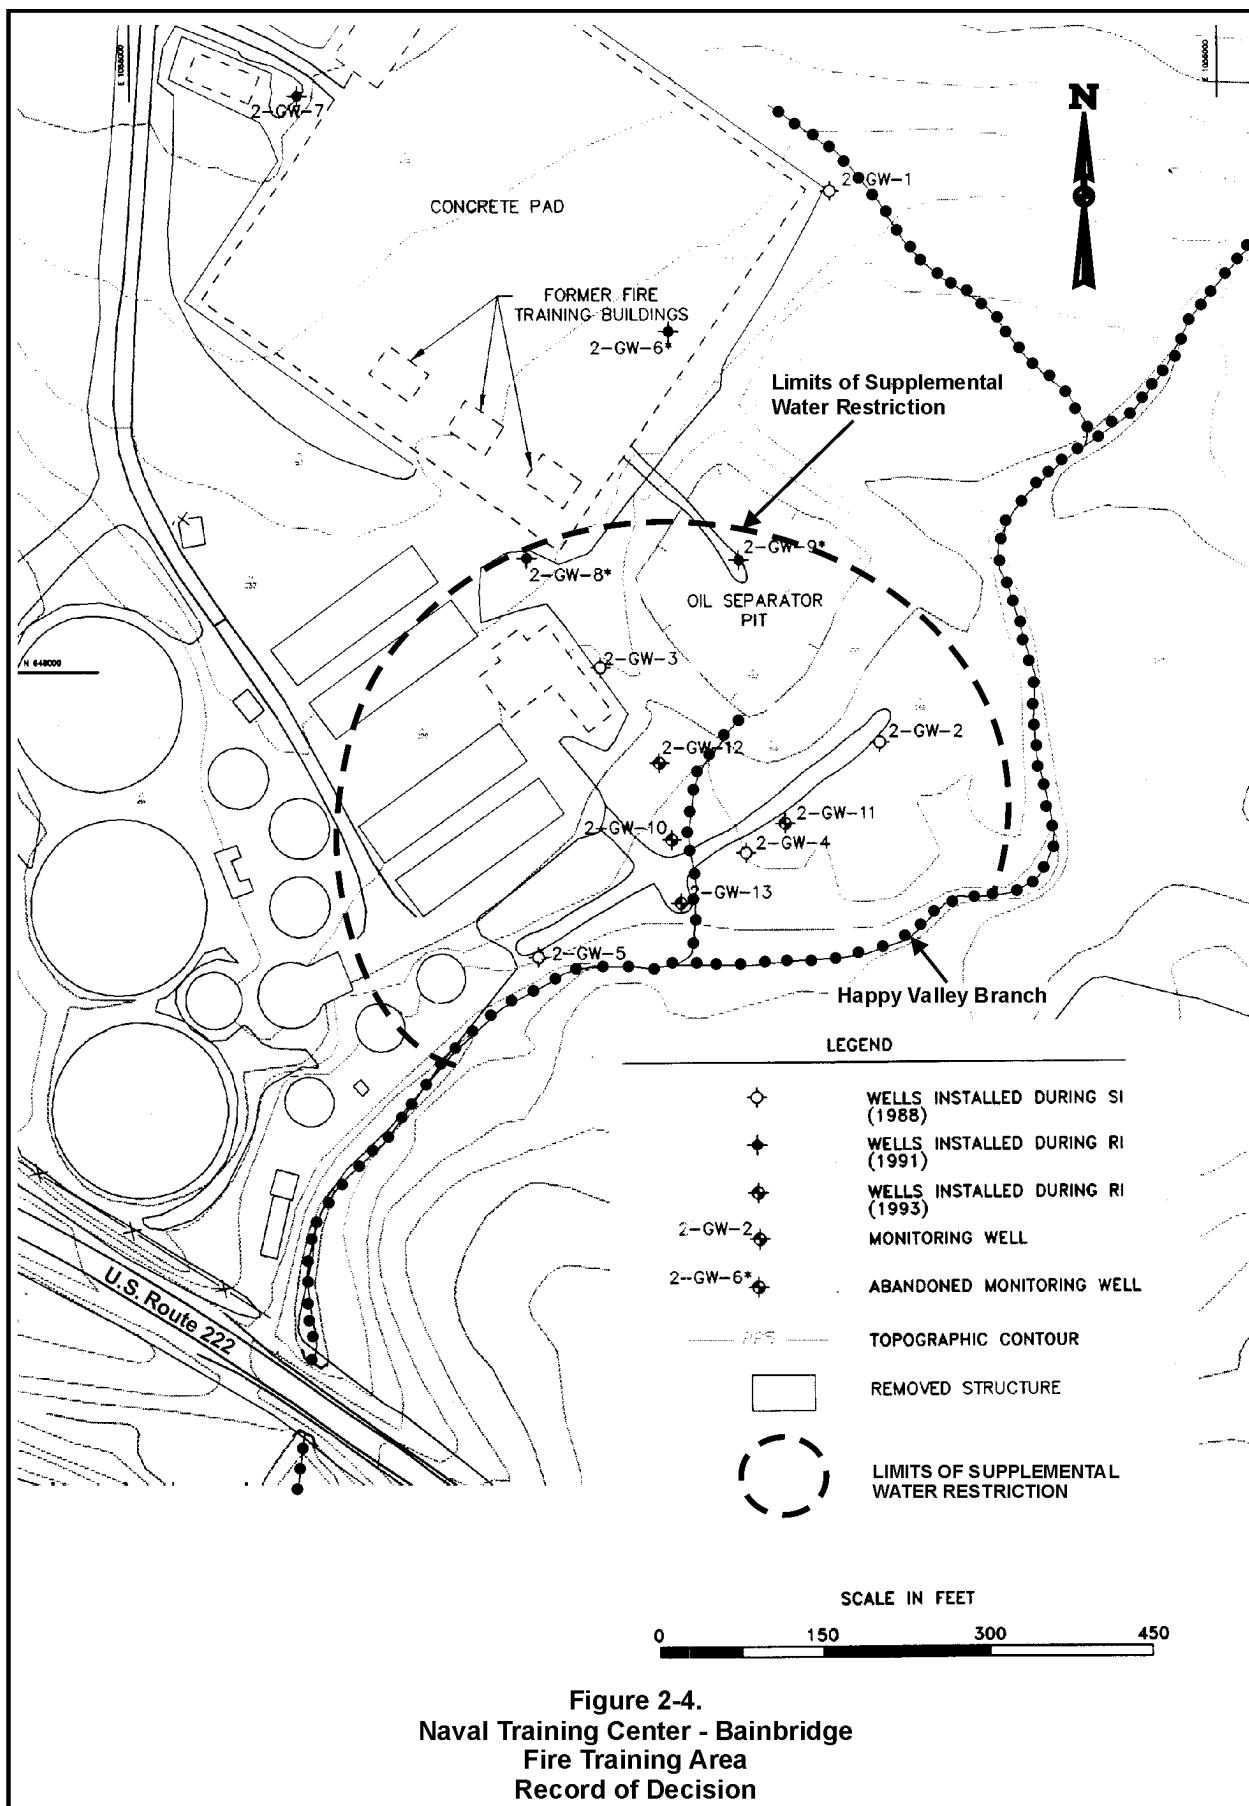 E 1055000
E 1056000
N
2-GW-7
2-GW-1
CONCRETE PAD
FORMER FIRE
TRAINING BUILDINGS
2-GW-6*
Limits of Supplemental
Water Restriction
2-GW-9*
2-GW-8*
OIL SEPARATOR
PIT
N 648000
2-GW-3
2-GW-2
2-GW-12
2-GW-11
2-GW-10
2-GW-4
2-GW-13
2-GW-5
Happy Valley Branch
U.S. Route 222
LEGEND
WELLS INSTALLED DURING SI
(1988)
WELLS INSTALLED DURING RI
(1991)
WELLS INSTALLED DURING RI
(1993)
2-GW-2
MONITORING WELL
2--GW-6*
ABANDONED MONITORING WELL
TOPOGRAPHIC CONTOUR
REMOVED STRUCTURE
LIMITS OF SUPPLEMENTAL
WATER RESTRICTION
SCALE IN FEET
0 150 300 450
Figure 2-4.
Naval Training Center - Bainbridge
Fire Training Area
Record of Decision